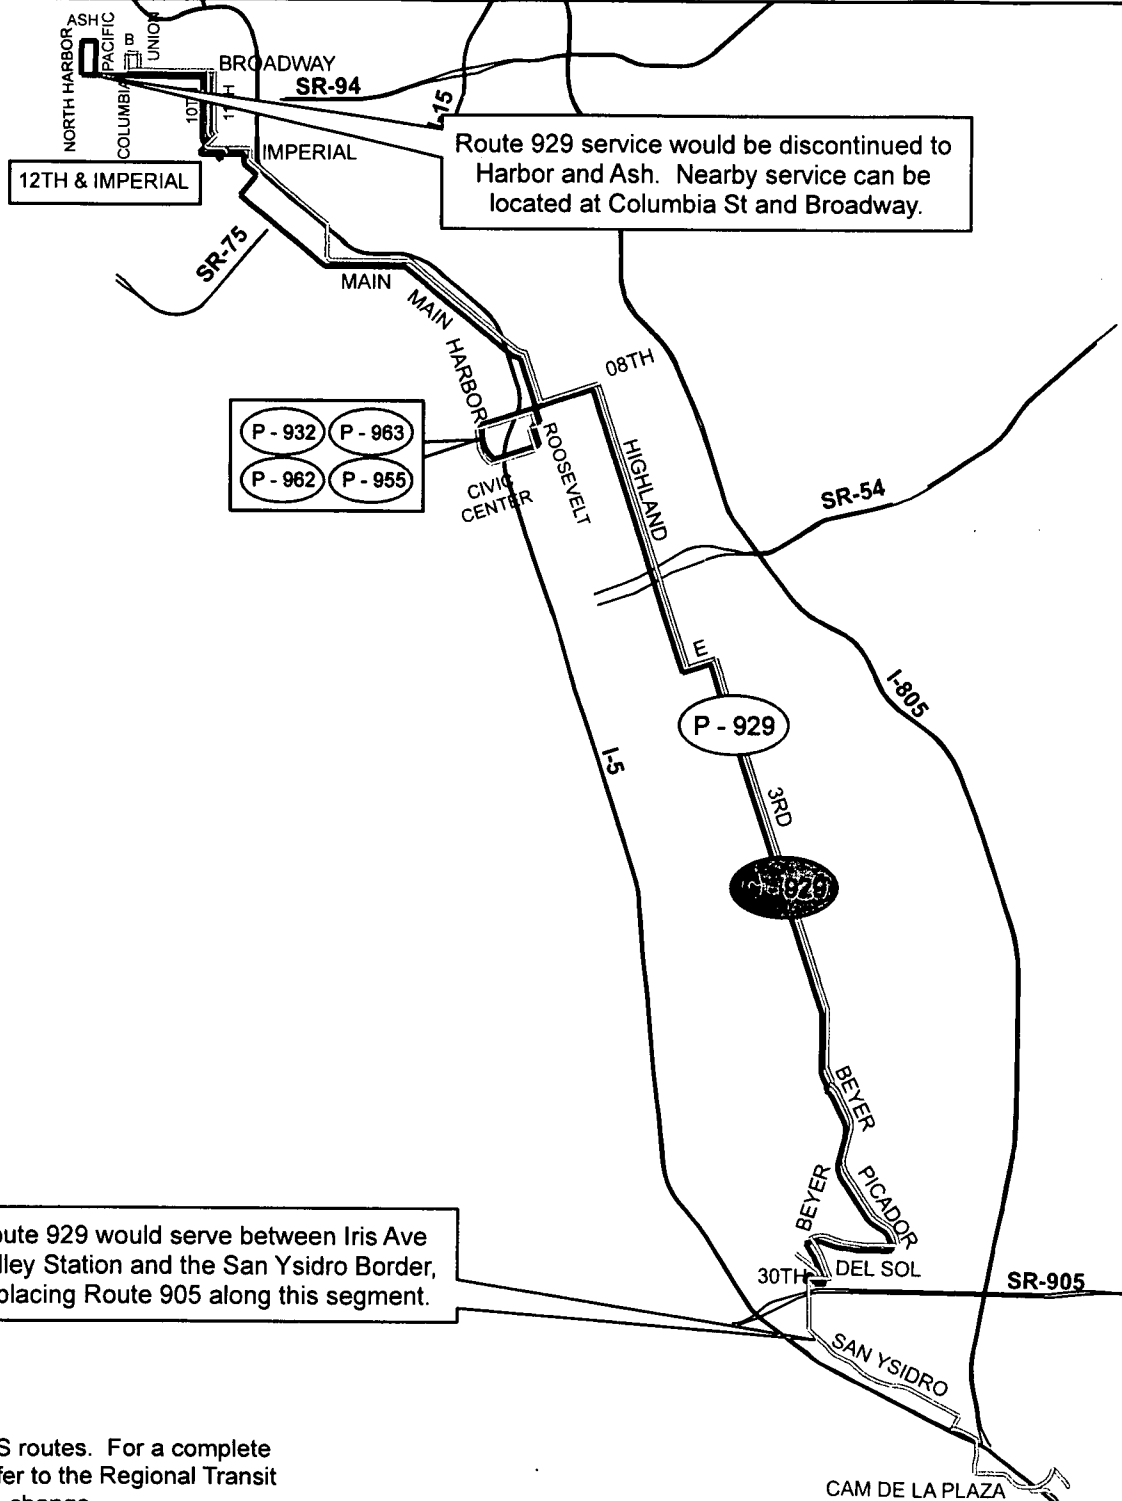 ASH
PACIFIC
UNION
B
NORTH HARBOR
COLUMBIA
BROADWAY
SR-94
I-15
11TH
IMPERIAL
12TH & IMPERIAL
Route 929 service would be discontinued to
Harbor and Ash. Nearby service can be
located at Columbia St and Broadway.
SR-75
MAIN
MAIN
HARBOR
08TH
P - 932
P - 963
P - 962
P - 955
ROOSEVELT
HIGHLAND
CIVIC
CENTER
SR-54
E
I-805
P - 929
I-5
3RD
929
BEYER
BEYER
PICADOR
ute 929 would serve between Iris Ave
lley Station and the San Ysidro Border,
placing Route 905 along this segment.
30TH
DEL SOL
SR-905
SAN YSIDRO
S routes. For a complete
fer to the Regional Transit
change
CAM DE LA PLAZA